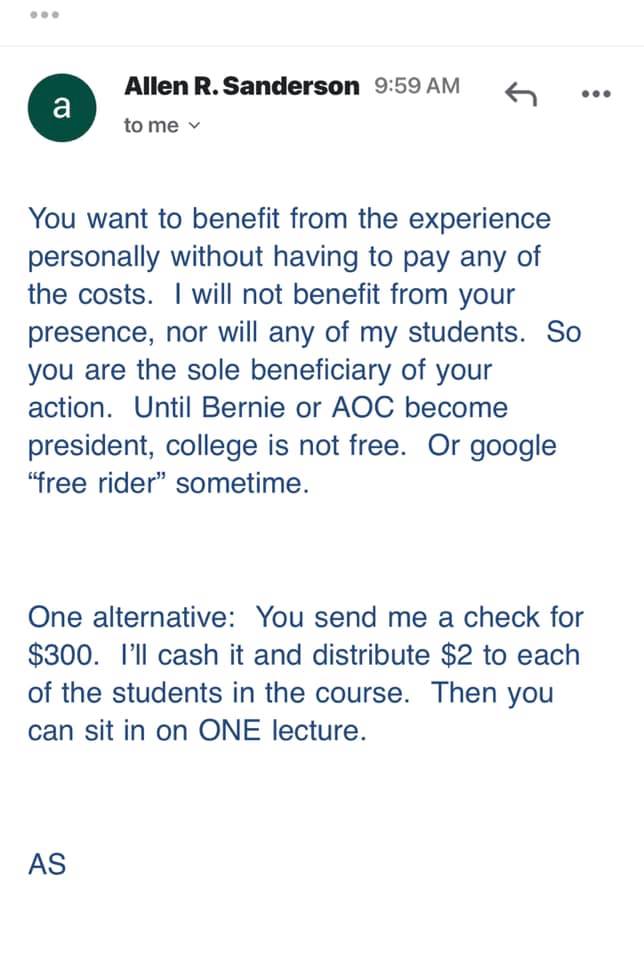 a
Allen R. Sanderson 9:59 AM
to me
You want to benefit from the experience
personally without having to pay any of
the costs.  I will not benefit from your
presence, nor will any of my students.  So
you are the sole beneficiary of your
action.  Until Bernie or AOC become
president, college is not free.  Or google
“free rider” sometime.
One alternative:  You send me a check for
$300.  I’ll cash it and distribute $2 to each
of the students in the course.  Then you
can sit in on ONE lecture.
AS